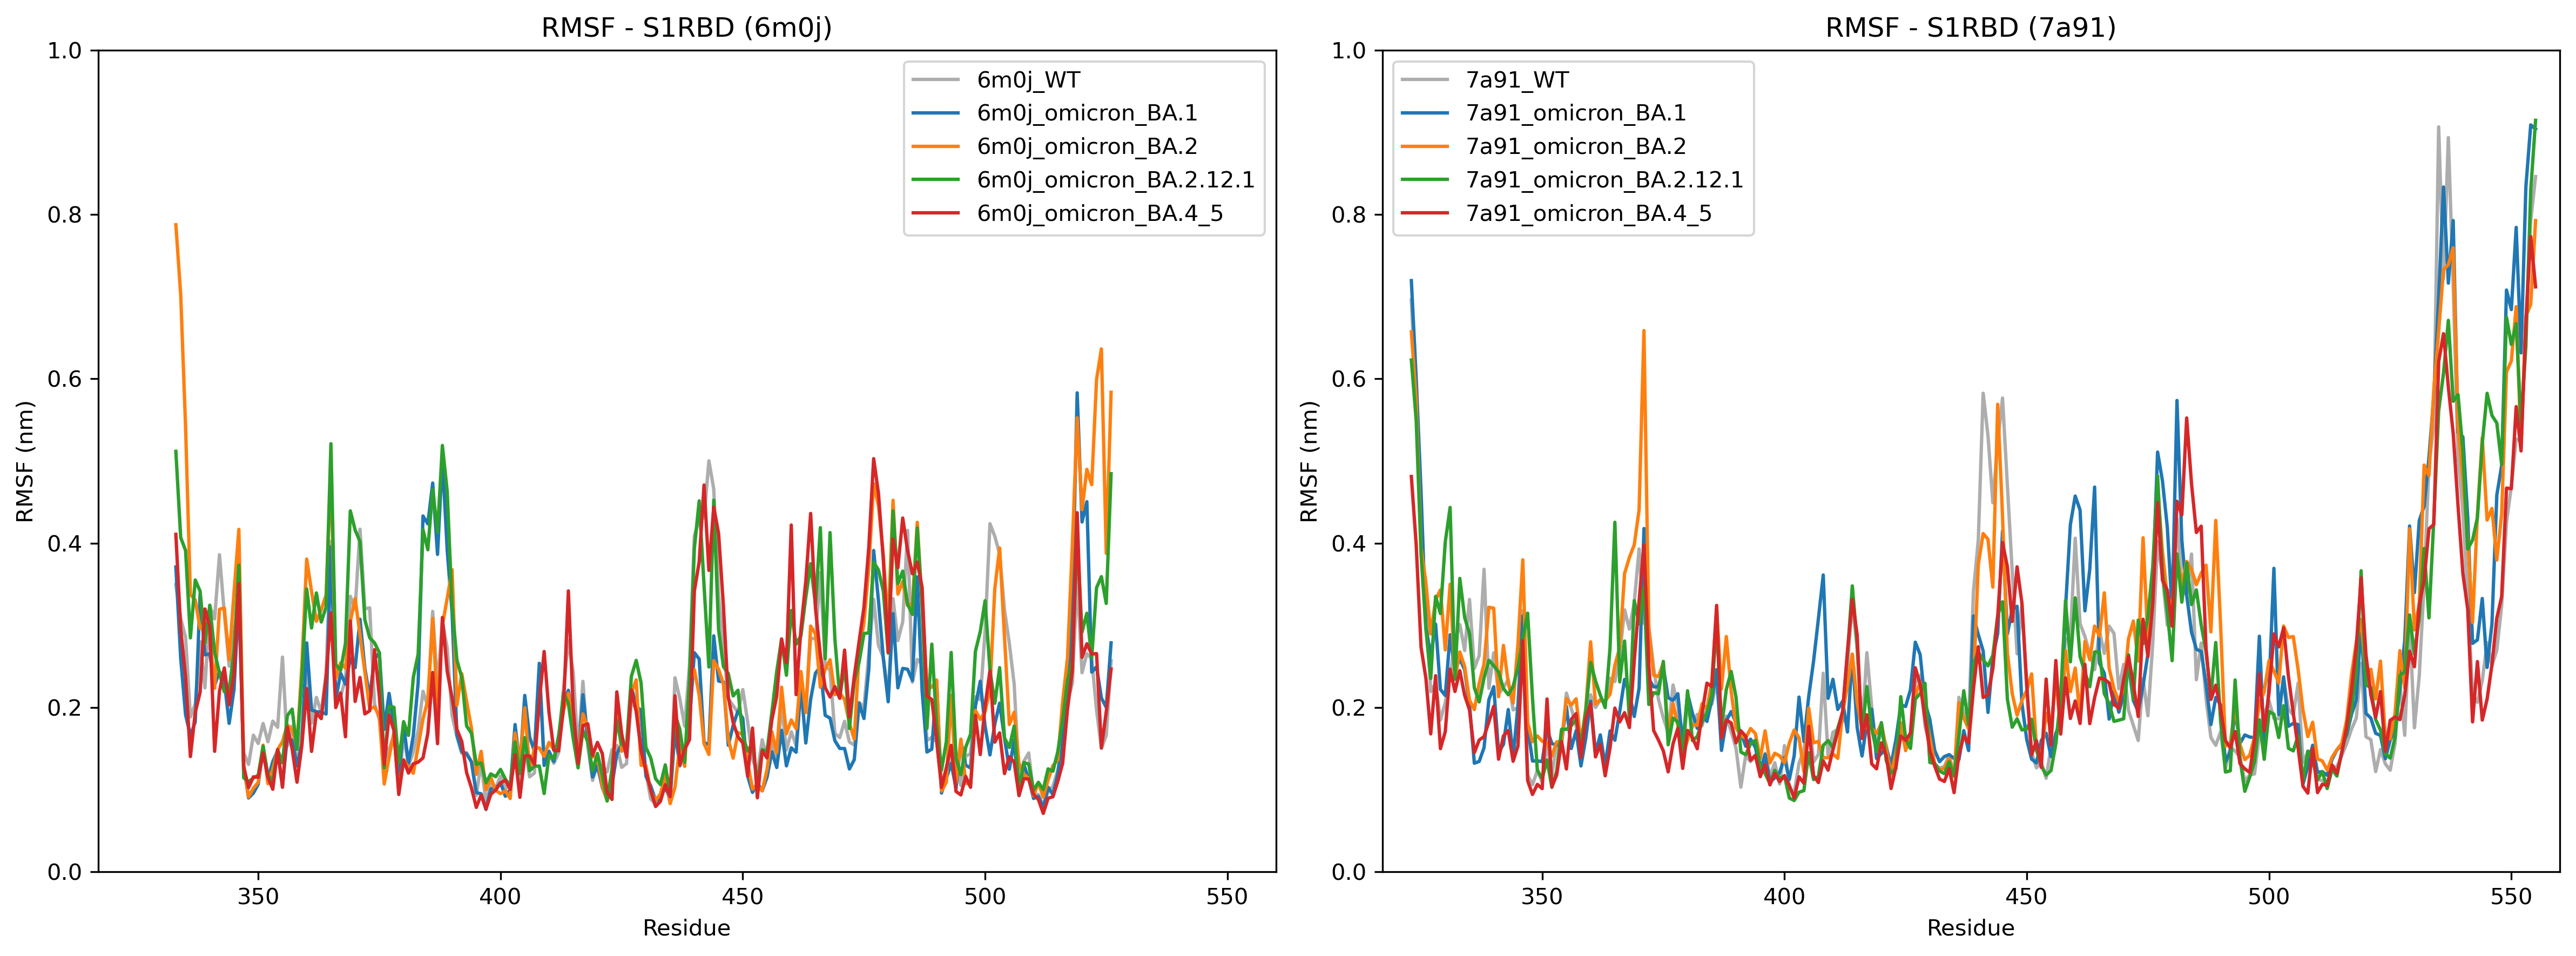 RMSF - S1RBD (6m0j)
1.0
0.8
0.6
0.4
0.2
0.0
RMSF (nm)
6m0j_WT
6m0j_omicron_BA.1
6m0j_omicron_BA.2
6m0j_omicron_BA.2.12.1
6m0j_omicron_BA.4_5
350 400 450 500 550
Residue
RMSF - S1RBD (7a91)
1.0
0.8
0.6
0.4
0.2
0.0
RMSF (nm)
7a91_WT
7a91_omicron_BA.1
7a91_omicron_BA.2
7a91_omicron_BA.2.12.1
7a91_omicron_BA.4_5
350 400 450 500 550
Residue